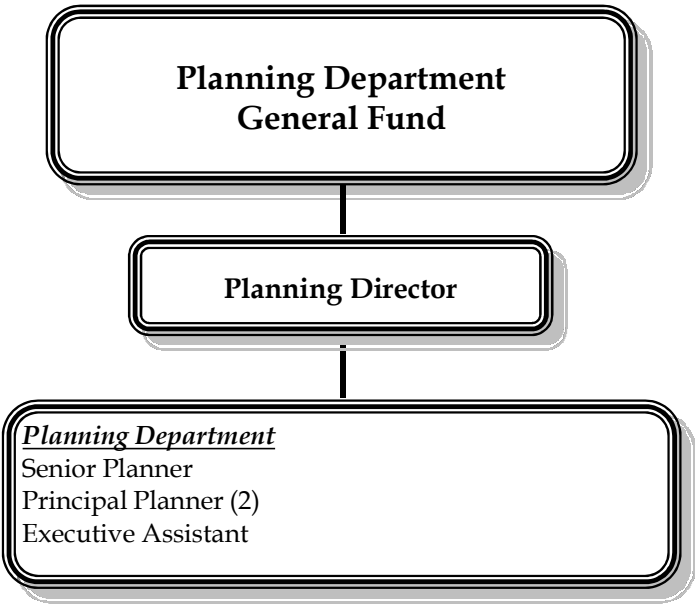 Planning Department
General Fund
Planning Director
Planning Department
Senior Planner
Principal Planner (2)
Executive Assistant